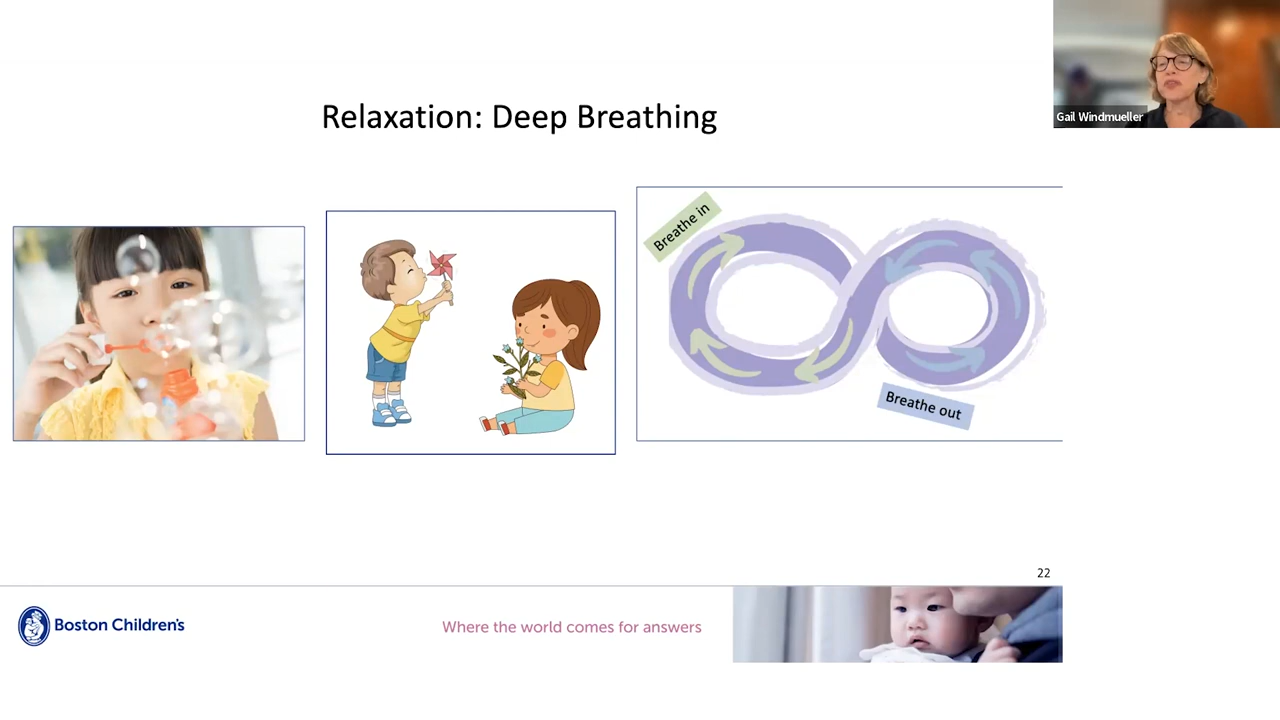 Relaxation: Deep Breathing
Gail Windmueller
Breathe in
Breathe out
22
Boston Children's
Where the world comes for answers